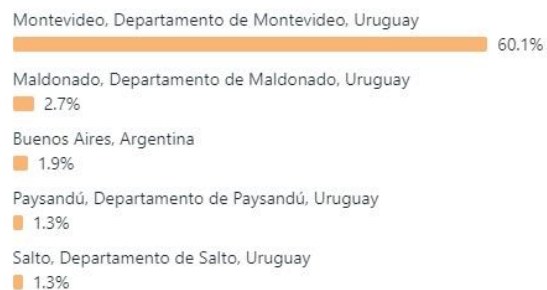 Montevideo, Departamento de Montevideo, Uruguay
60.1%
Maldonado, Departamento de Maldonado, Uruguay
2.7%
Buenos Aires, Argentina
1.9%
Paysandú, Departamento de Paysandú, Uruguay
1.3%
Salto, Departamento de Salto, Uruguay
1.3%